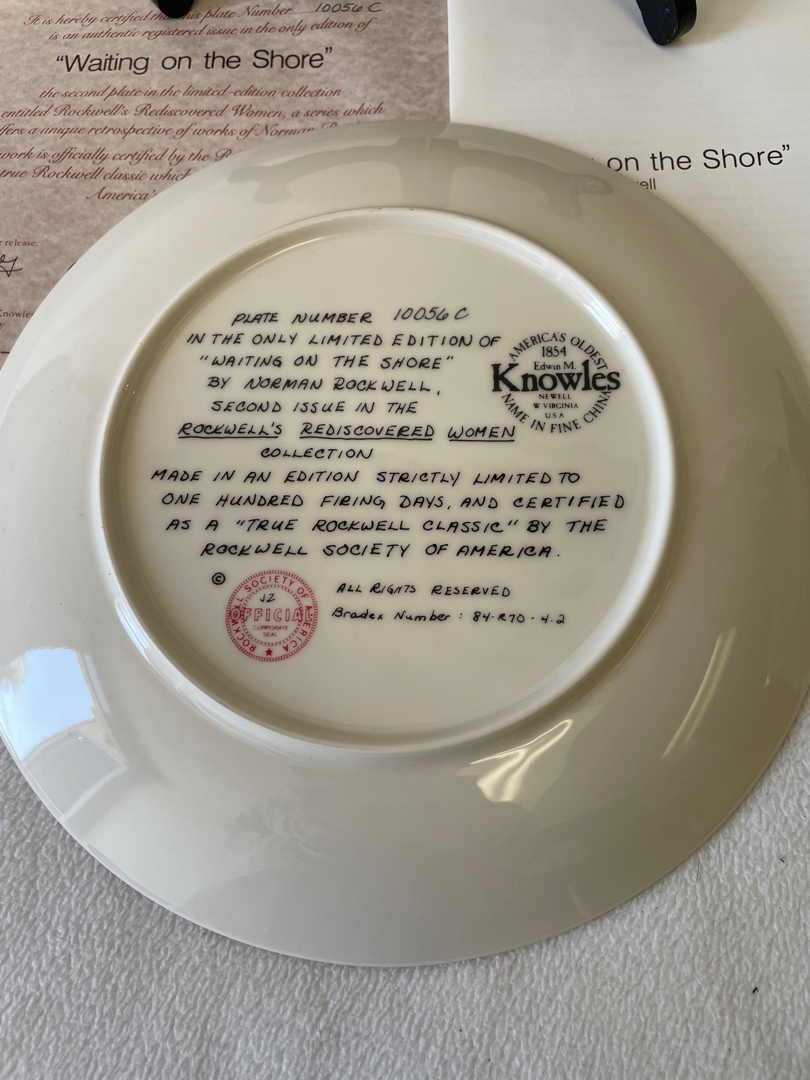 It is hereby certified that this plate Number 10056 C
is an authentic registered issue in the only edition of
"Waiting on the Shore"
the second plate in the limited-edition collection
entitled Rockwell's Rediscovered Women, a series which
offers a unique retrospective of works of Norman
work is officially certified by the
true Rockwell classic which
America's
release
Knowles
on the Shore"
PLATE NUMBER 10056 C
IN THE ONLY LIMITED EDITION OF
"WAITING ON THE SHORE"
BY NORMAN ROCKWELL,
SECOND ISSUE IN THE
ROCKWELL'S REDISCOVERED WOMEN
COLLECTION
MADE IN AN EDITION STRICTLY LIMITED TO
ONE HUNDRED FIRING DAYS, AND CERTIFIED
AS A "TRUE ROCKWELL CLASSIC" BY THE
ROCKWELL SOCIETY OF AMERICA.
AMERICA'S OLDEST
1854
Edwin M.
Knowles
NEWELL
W VIRGINIA
USA
NAME IN FINE CHINA
©
ROCKWELL SOCIETY OF AMERICA
J2
OFFICIAL
CORPORATE
SEAL
ALL RIGHTS RESERVED
Bradex Number : 84-R70-4.2